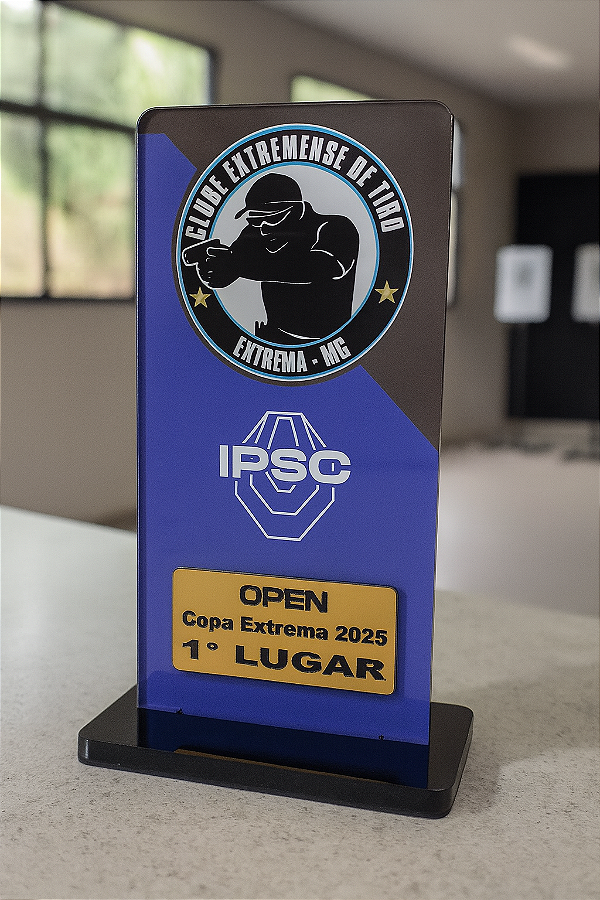 CLUBE EXTREMENSE DE TIRO
EXTREMA - MG
IPSC
OPEN
Copa Extrema 2025
1° LUGAR